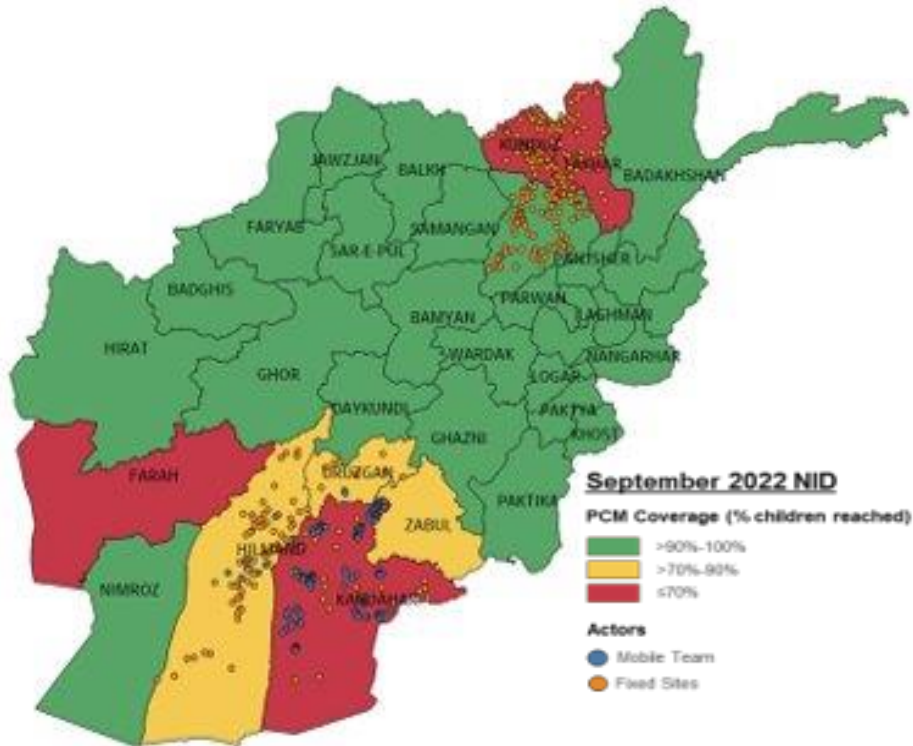 KUNDUZ
TAKHAR
JAWZJAN
BALKH
BADAKHSHAN
FARYAB
SAMANGAN
SAR-E-PUL
PANJSHER
BADGHIS
PARWAN
BAMYAN
LAGHMAN
HIRAT
WARDAK
NANGARHAR
GHOR
LOGAR
DAYKUNDI
PAKTYA
GHAZNI
KHOST
FARAH
URUZGAN
PAKTIKA
ZABUL
HILMAND
NIMROZ
KANDAHAR
September 2022 NID
PCM Coverage (% children reached)
>90%-100%
>70%-90%
≤70%
Actors
Mobile Team
Fixed Sites